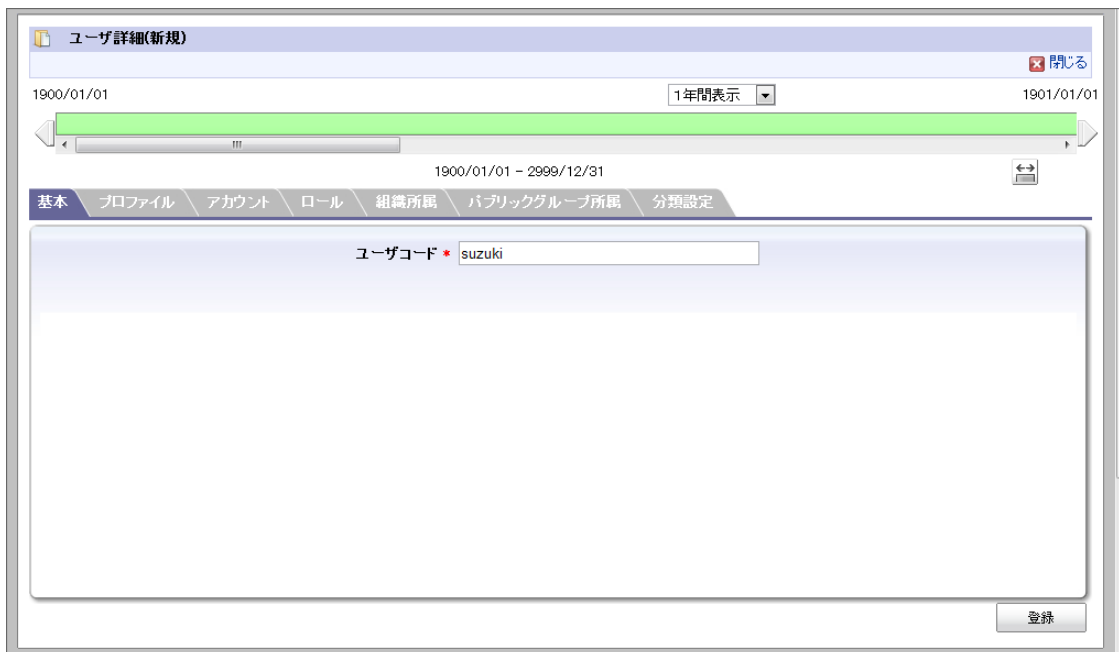 ユーザ詳細(新規)
閉じる
1900/01/01 1年間表示 1901/01/01
1900/01/01 - 2999/12/31
基本 プロファイル アカウント ロール 組織所属 パブリックグループ所属 分類設定
ユーザコード * suzuki
登録